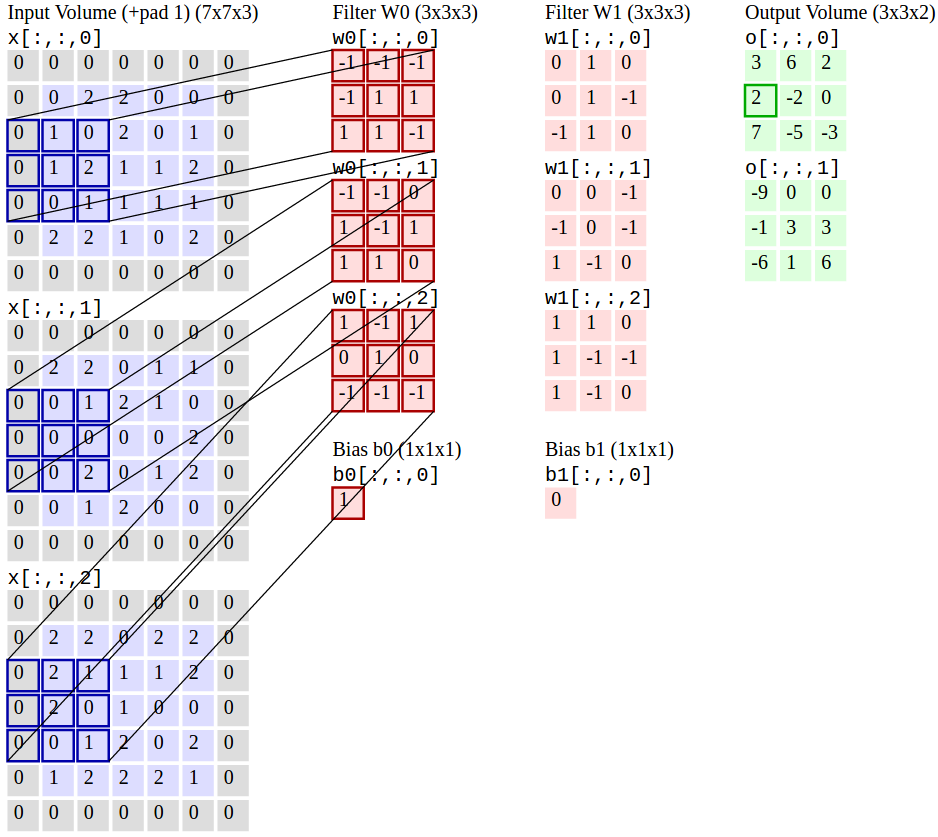 Input Volume (+pad 1) (7x7x3)
x[:,:,0]
0 0 0 0 0 0 0
0 0 2 2 0 0 0
0 1 0 2 0 1 0
0 1 2 1 1 2 0
0 0 1 1 1 1 0
0 2 2 1 0 2 0
0 0 0 0 0 0 0
x[:,:,1]
0 0 0 0 0 0 0
0 2 2 0 1 1 0
0 0 1 2 1 0 0
0 0 0 0 0 2 0
0 0 2 0 1 2 0
0 0 1 2 0 0 0
0 0 0 0 0 0 0
x[:,:,2]
0 0 0 0 0 0 0
0 2 2 0 2 2 0
0 2 1 1 1 2 0
0 2 0 1 0 0 0
0 0 1 2 0 2 0
0 1 2 2 2 1 0
0 0 0 0 0 0 0
Filter W0 (3x3x3)
w0[:,:,0]
-1 -1 -1
-1 1 1
1 1 -1
w0[:,:,1]
-1 -1 0
1 -1 1
1 1 0
w0[:,:,2]
1 -1 1
0 1 0
-1 -1 -1
Bias b0 (1x1x1)
b0[:,:,0]
1
Filter W1 (3x3x3)
w1[:,:,0]
0 1 0
0 1 -1
-1 1 0
w1[:,:,1]
0 0 -1
-1 0 -1
1 -1 0
w1[:,:,2]
1 1 0
1 -1 -1
1 -1 0
Bias b1 (1x1x1)
b1[:,:,0]
0
Output Volume (3x3x2)
o[:,:,0]
3 6 2
2 -2 0
7 -5 -3
o[:,:,1]
-9 0 0
-1 3 3
-6 1 6